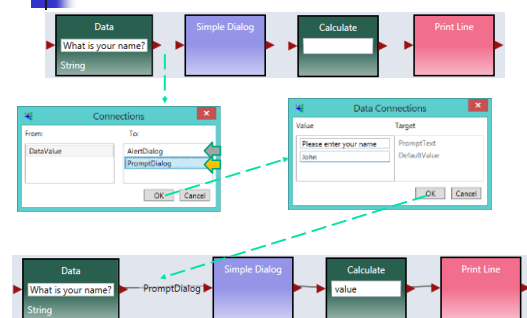 Data
What is your name?
String
Simple Dialog
Calculate
Print Line
Connections
From:
To:
DataValue
AlertDialog
PromptDialog
OK
Cancel
Data Connections
Value
Target
Please enter your name
PromptText
John
DefaultValue
OK
Cancel
Data
What is your name?
String
PromptDialog
Simple Dialog
Calculate
value
Print Line